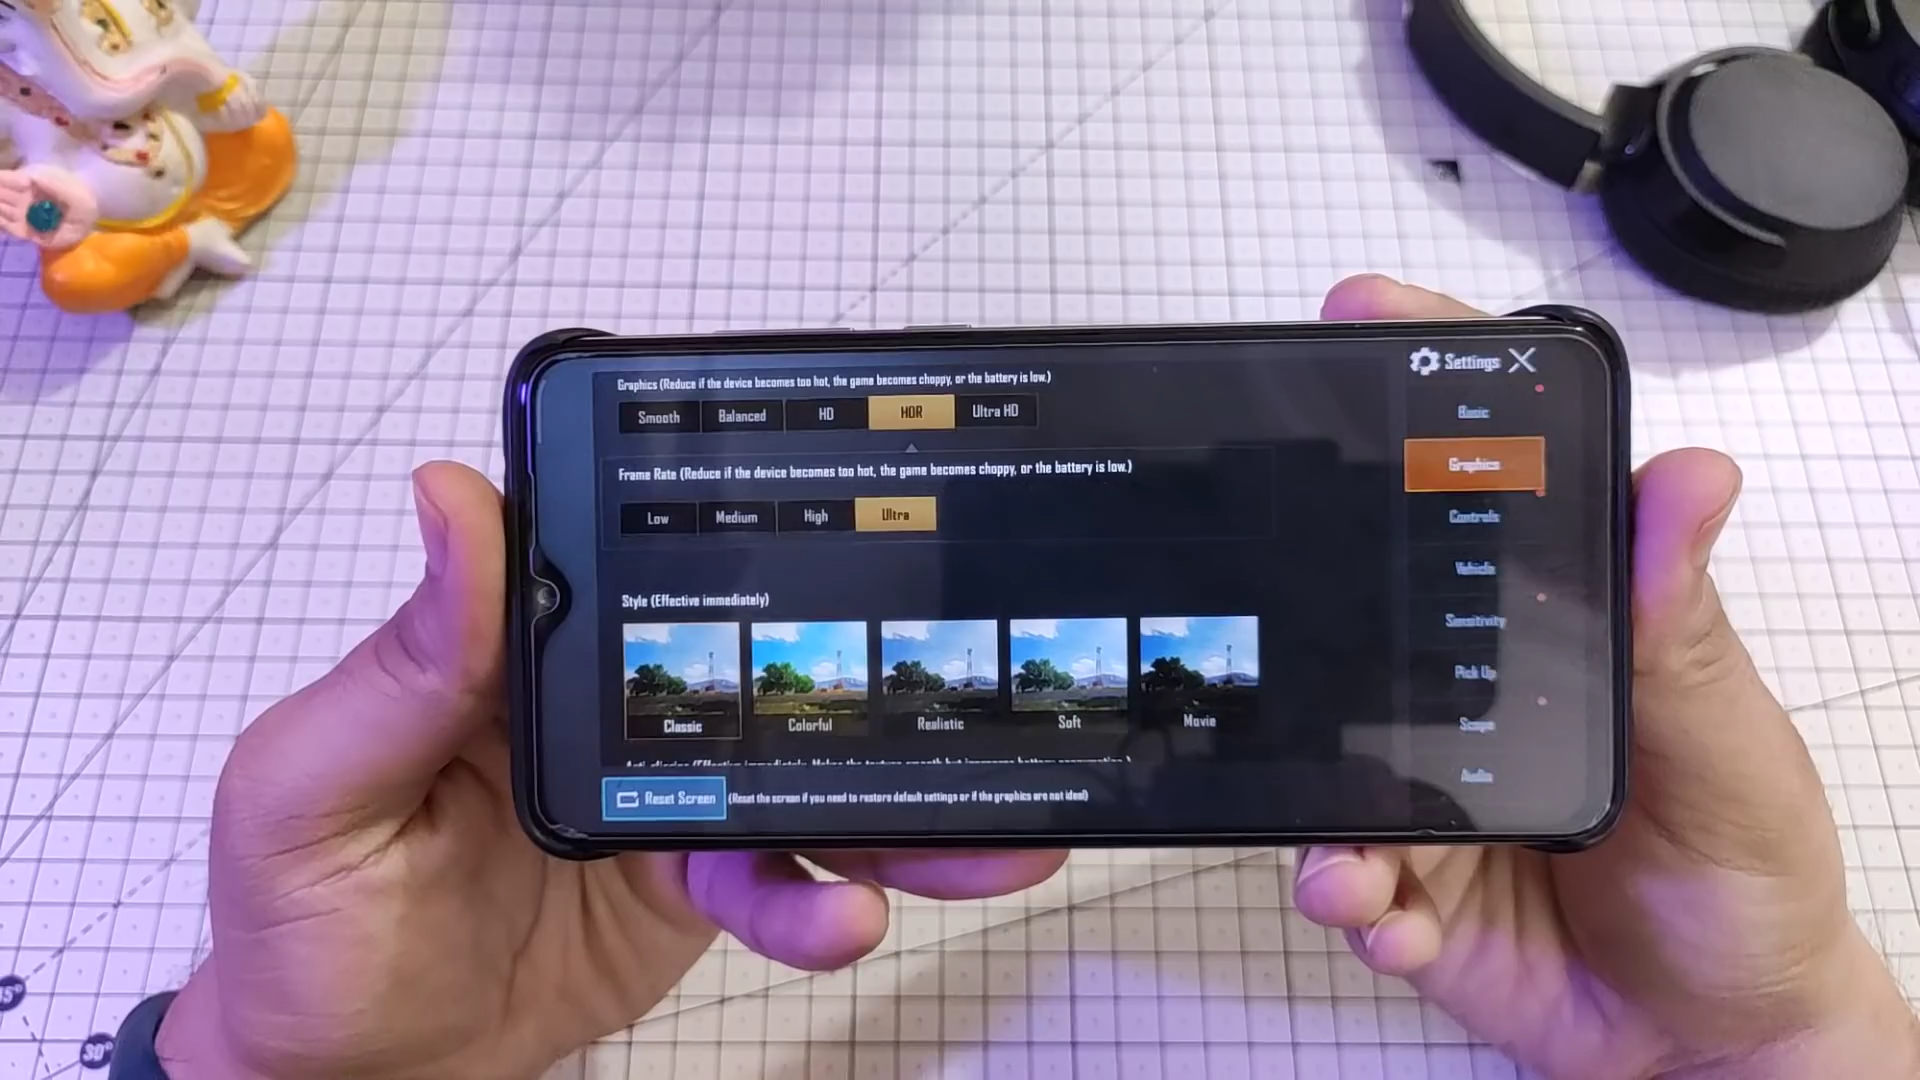 Settings
Graphics (Reduce if the device becomes too hot, the game becomes choppy, or the battery is low.)
Smooth Balanced HD HDR Ultra HD
Frame Rate (Reduce if the device becomes too hot, the game becomes choppy, or the battery is low.)
Low Medium High Ultra
Style (Effective immediately)
Classic Colorful Realistic Soft Movie
Reset Screen (Reset the screen if you need to restore default settings or if the graphics are not ideal)
Basic
Graphics
Controls
Vehicle
Sensitivity
Pick Up
Scope
Audio
30°